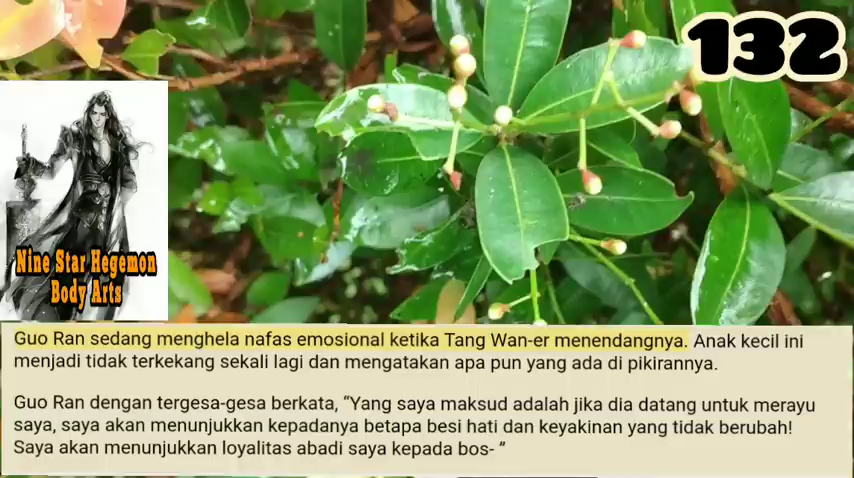 132
Nine Star Hegemon
Body Arts
Guo Ran sedang menghela nafas emosional ketika Tang Wan-er menendangnya. Anak kecil ini
menjadi tidak terkekang sekali lagi dan mengatakan apa pun yang ada di pikirannya.
Guo Ran dengan tergesa-gesa berkata, “Yang saya maksud adalah jika dia datang untuk merayu
saya, saya akan menunjukkan kepadanya betapa besi hati dan keyakinan yang tidak berubah!
Saya akan menunjukkan loyalitas abadi saya kepada bos- ”